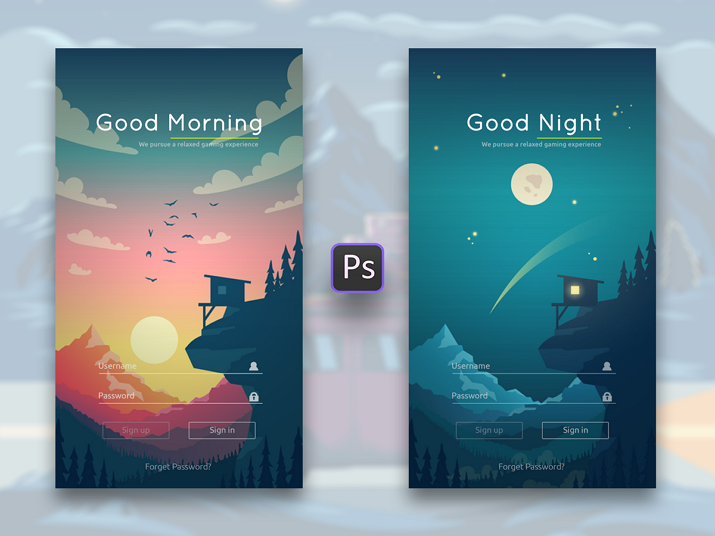 Good Morning
We pursue a relaxed gaming experience
Username
Password
Sign up
Sign in
Forget Password?
Ps
Good Night
We pursue a relaxed gaming experience
Username
Password
Sign up
Sign in
Forget Password?